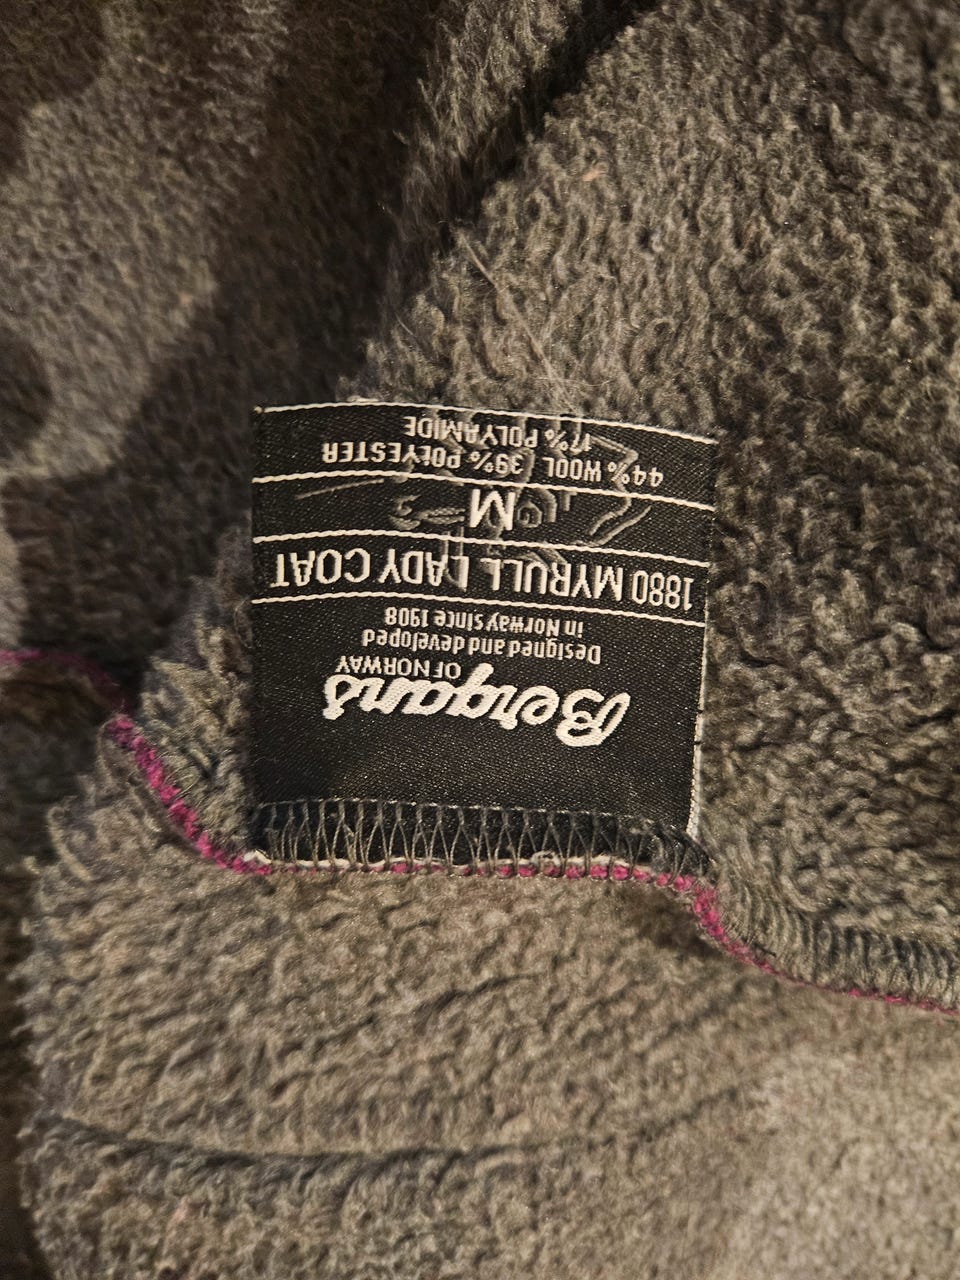 Bergans
OF NORWAY
Designed and developed
in Norway since 1908
1880 MYRULL LADY COAT
M
44% WOOL 39% POLYESTER
17% POLYAMIDE